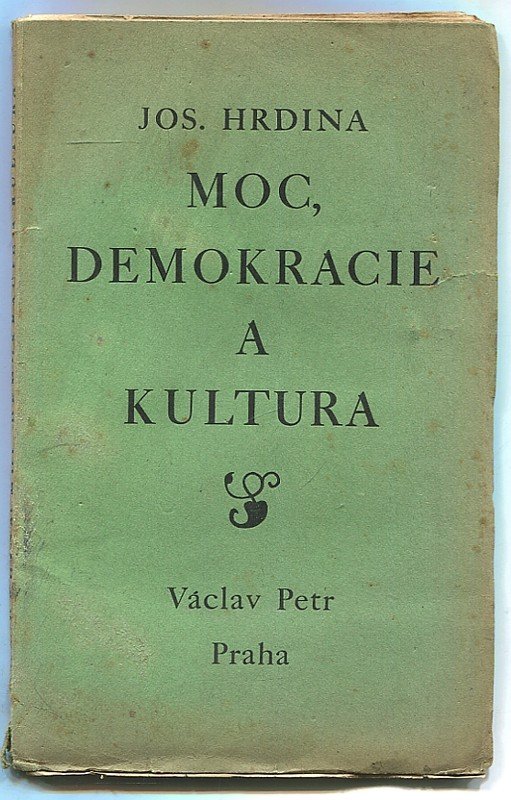 JOS. HRDINA
MOC,
DEMOKRACIE
A
KULTURA
Václav Petr
Praha